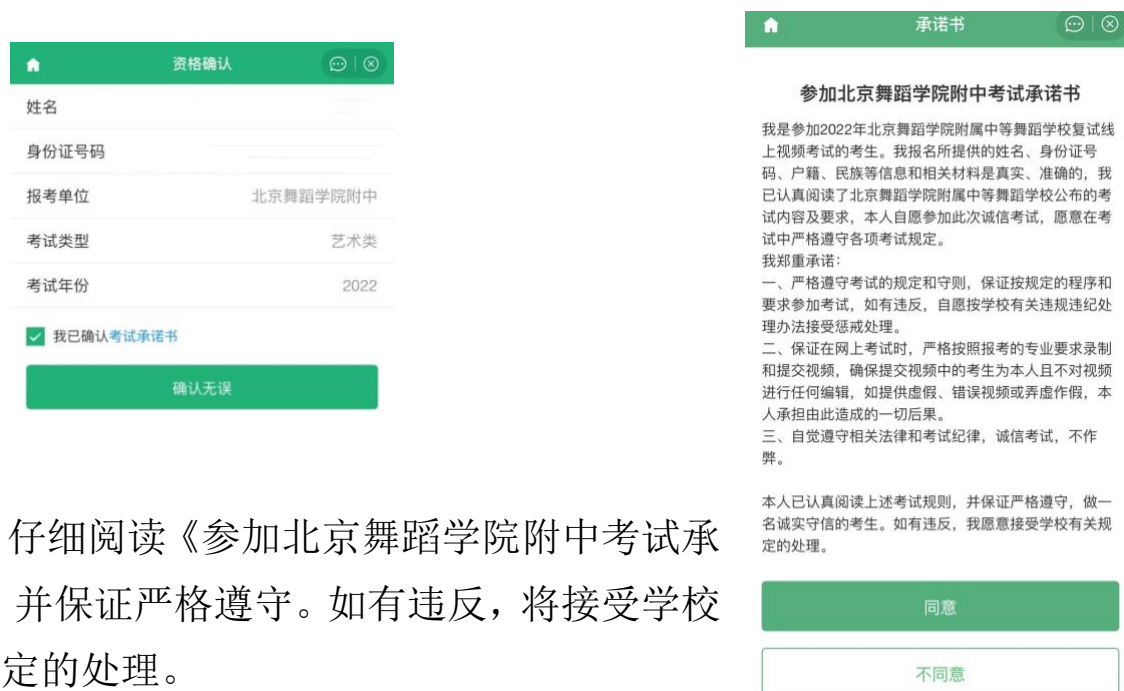 资格确认
姓名
身份证号码
报考单位 北京舞蹈学院附中
考试类型 艺术类
考试年份 2022
我已确认考试承诺书
确认无误
仔细阅读《参加北京舞蹈学院附中考试承
并保证严格遵守。如有违反，将接受学校
定的处理。
承诺书
参加北京舞蹈学院附中考试承诺书
我是参加2022年北京舞蹈学院附属中等舞蹈学校复试线
上视频考试的考生。我报名所提供的姓名、身份证号
码、户籍、民族等信息和相关材料是真实、准确的，我
已认真阅读了北京舞蹈学院附属中等舞蹈学校公布的考
试内容及要求，本人自愿参加此次诚信考试，愿意在考
试中严格遵守各项考试规定。
我郑重承诺：
一、严格遵守考试的规定和守则，保证按规定的程序和
要求参加考试，如有违反，自愿按学校有关违规违纪处
理办法接受惩戒处理。
二、保证在网上考试时，严格按照报考的专业要求录制
和提交视频，确保提交视频中的考生为本人且不对视频
进行任何编辑，如提供虚假、错误视频或弄虚作假，本
人承担由此造成的一切后果。
三、自觉遵守相关法律和考试纪律，诚信考试，不作
弊。
本人已认真阅读上述考试规则，并保证严格遵守，做一
名诚实守信的考生。如有违反，我愿意接受学校有关规
定的处理。
同意
不同意